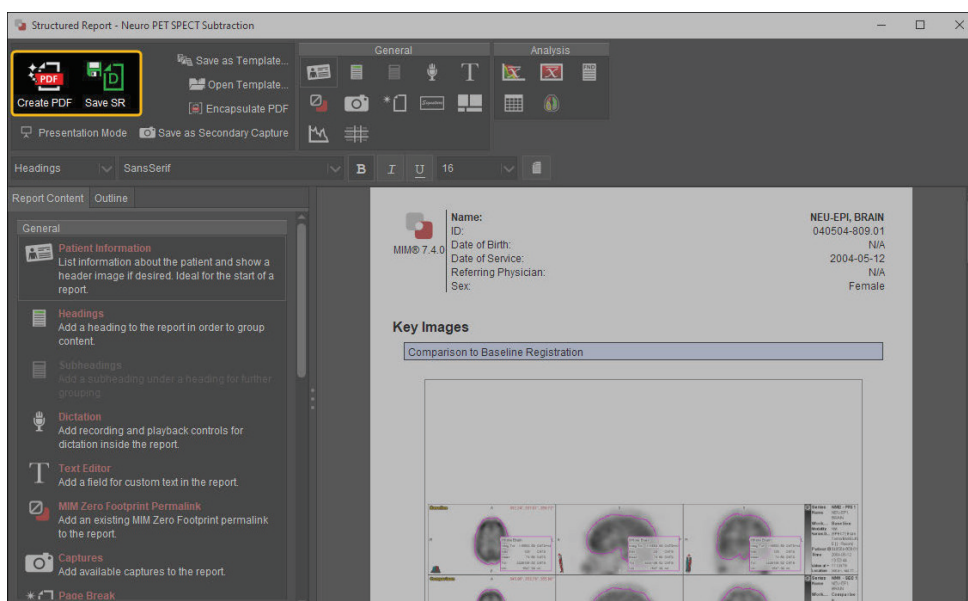 Structured Report - Neuro PET SPECT Subtraction
General
Analysis
PDF
Create PDF
Save SR
Save as Template...
Open Template...
Encapsulate PDF
Presentation Mode
Save as Secondary Capture
Headings
SansSerif
B
I
U
16
Report Content
Outline
General
Patient Information
List information about the patient and show a
header image if desired. Ideal for the start of a
report.
Headings
Add a heading to the report in order to group
content.
Subheadings
Add a subheading under a heading for further
grouping.
Dictation
Add recording and playback controls for
dictation inside the report.
Text Editor
Add a field for custom text in the report.
MIM Zero Footprint Permalink
Add an existing MIM Zero Footprint permalink
to the report.
Captures
Add available captures to the report.
Page Break
MIM® 7.4.0
Name: NEU-EPI, BRAIN
ID: 040504-809.01
Date of Birth: N/A
Date of Service: 2004-05-12
Referring Physician: N/A
Sex: Female
Key Images
Comparison to Baseline Registration
Baseline